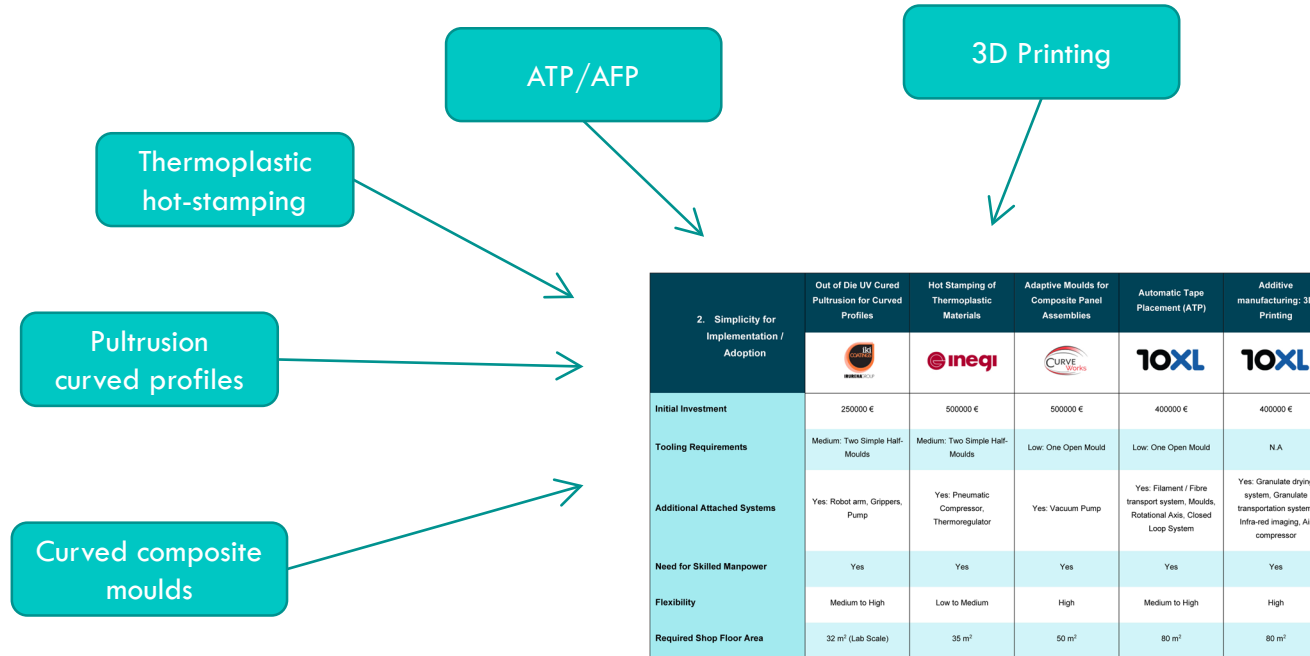 ATP/AFP
3D Printing
Thermoplastic
hot-stamping
Pultrusion
curved profiles
Curved composite
moulds
2. Simplicity for
Implementation /
Adoption
Out of Die UV Cured
Pultrusion for Curved
Profiles
Hot Stamping of
Thermoplastic
Materials
Adaptive Moulds for
Composite Panel
Assemblies
Automatic Tape
Placement (ATP)
Additive
manufacturing: 3
Printing
iki
COATINGS
IRURENA GROUP
inegi
CURVE
Works
10XL
10XL
Initial Investment
250000 €
500000 €
500000 €
400000 €
400000 €
Tooling Requirements
Medium: Two Simple Half-
Moulds
Medium: Two Simple Half-
Moulds
Low: One Open Mould
Low: One Open Mould
N.A
Additional Attached Systems
Yes: Robot arm, Grippers,
Pump
Yes: Pneumatic
Compressor,
Thermoregulator
Yes: Vacuum Pump
Yes: Filament / Fibre
transport system, Moulds,
Rotational Axis, Closed
Loop System
Yes: Granulate drying
system, Granulate
transportation system
Infra-red imaging, Ai
compressor
Need for Skilled Manpower
Yes
Yes
Yes
Yes
Yes
Flexibility
Medium to High
Low to Medium
High
Medium to High
High
Required Shop Floor Area
32 m² (Lab Scale)
35 m²
50 m²
80 m²
80 m²